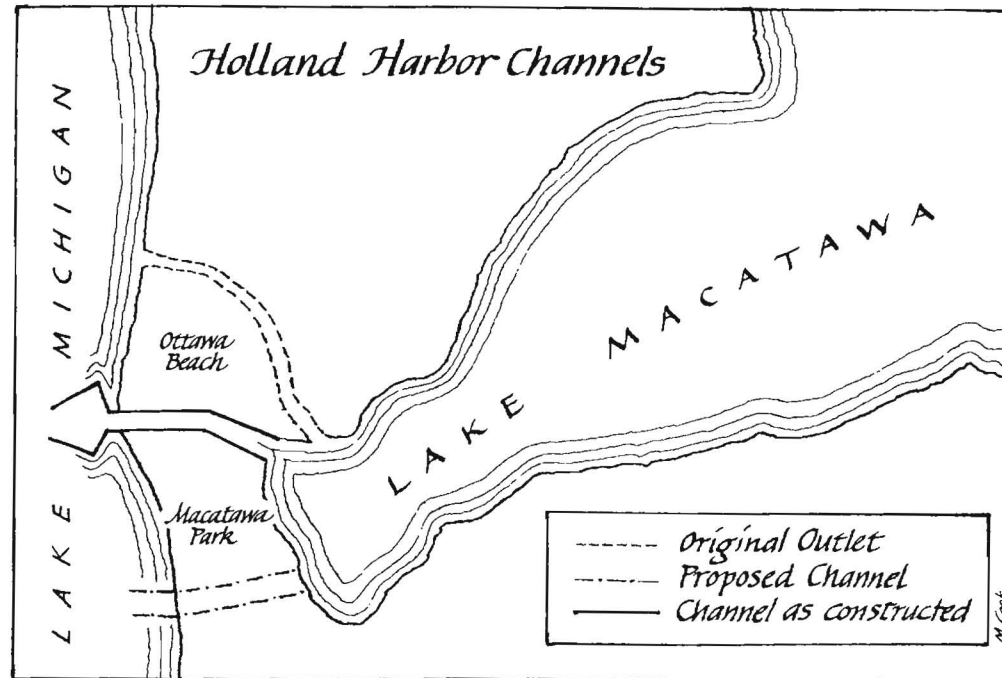 Holland Harbor Channels
LAKE MICHIGAN
Ottawa
Beach
LAKE MACATAWA
Macatawa
Park
Original Outlet
Proposed Channel
Channel as constructed